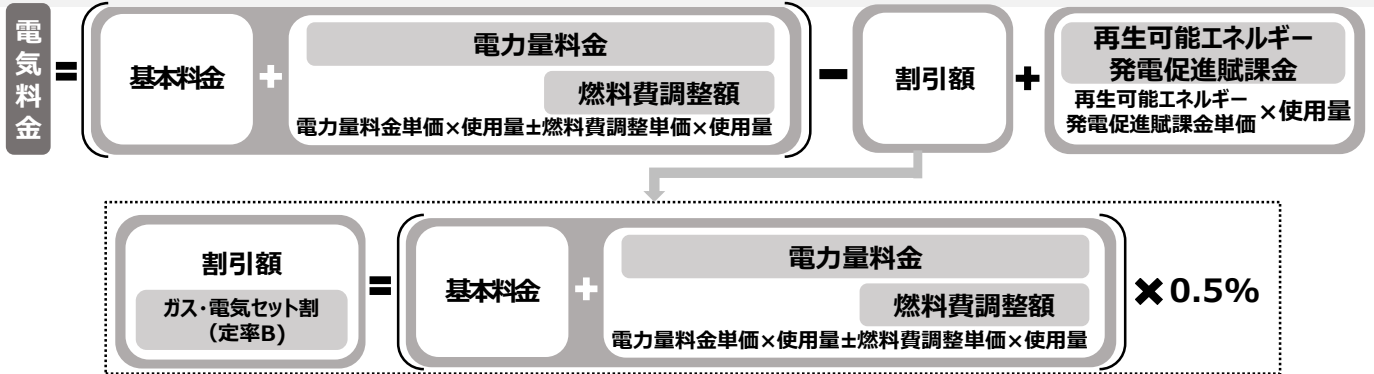 電気料金
=
基本料金
+
電力量料金
燃料費調整額
電力量料金単価×使用量±燃料費調整単価×使用量
-
割引額
+
再生可能エネルギー
発電促進賦課金
再生可能エネルギー
発電促進賦課金単価
×使用量
割引額
ガス・電気セット割
(定率B)
=
基本料金
+
電力量料金
燃料費調整額
電力量料金単価×使用量±燃料費調整単価×使用量
×0.5%